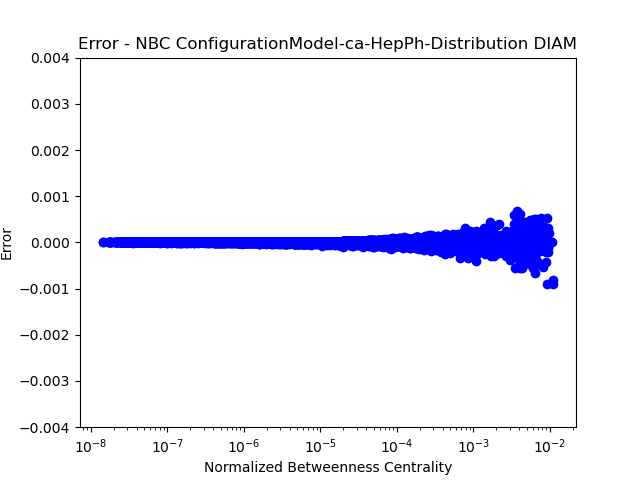 Error - NBC ConfigurationModel-ca-HepPh-Distribution DIAM
0.004
0.003
0.002
0.001
0.000
−0.001
−0.002
−0.003
−0.004
Error
10⁻⁸ 10⁻⁷ 10⁻⁶ 10⁻⁵ 10⁻⁴ 10⁻³ 10⁻²
Normalized Betweenness Centrality